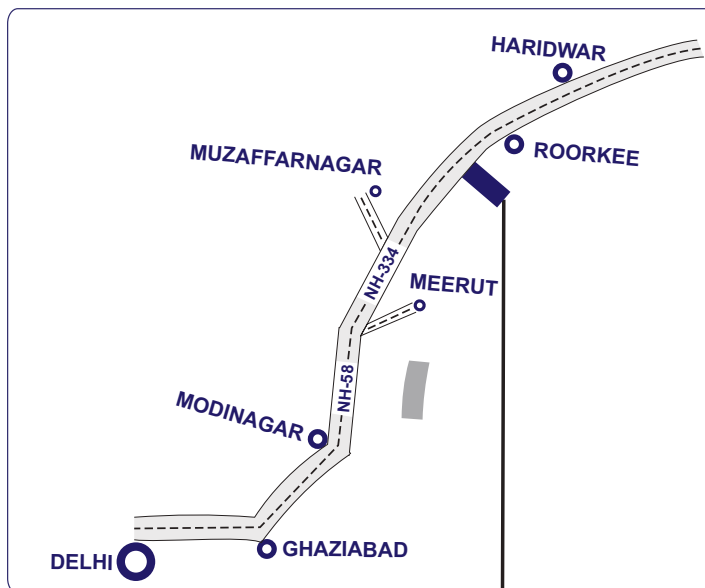 HARIDWAR
ROORKEE
MUZAFFARNAGAR
NH-334
MEERUT
NH-58
MODINAGAR
GHAZIABAD
DELHI